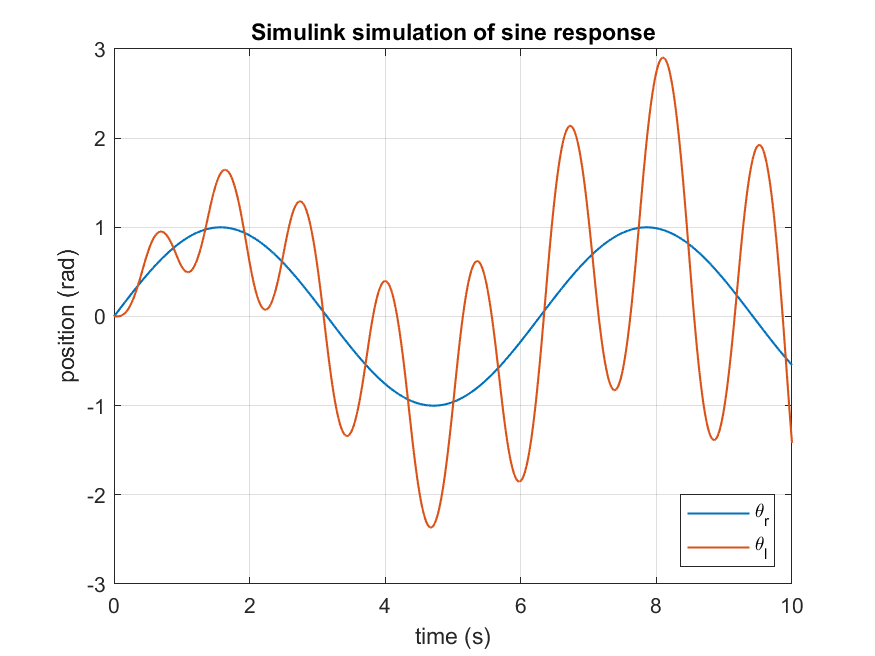 Simulink simulation of sine response
3
2
1
0
-1
-2
-3
position (rad)
0 2 4 6 8 10
time (s)
θr
θl